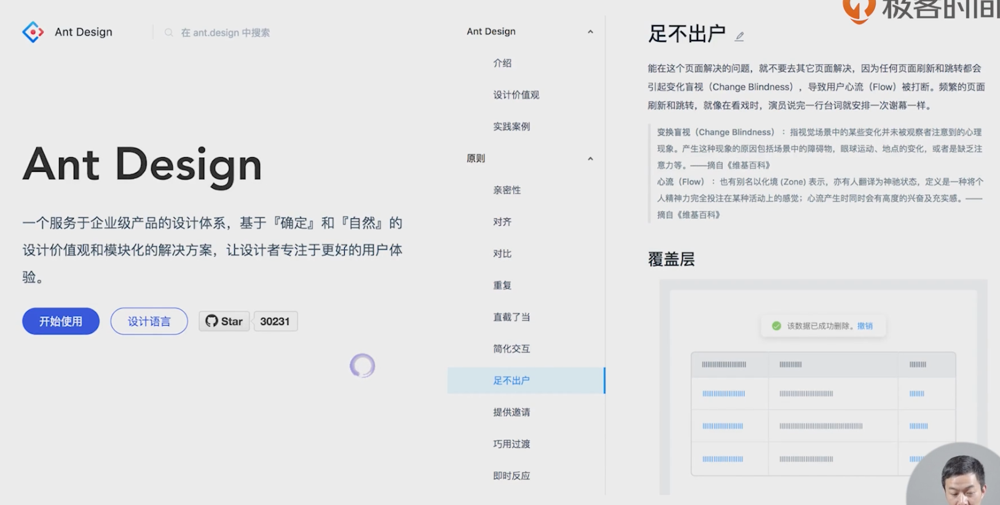 Ant Design
在 ant.design 中搜索
Ant Design
一个服务于企业级产品的设计体系，基于『确定』和『自然』的
设计价值观和模块化的解决方案，让设计者专注于更好的用户体
验。
开始使用
设计语言
Star
30231
Ant Design
介绍
设计价值观
实践案例
原则
亲密性
对齐
对比
重复
直截了当
简化交互
足不出户
提供邀请
巧用过渡
即时反应
极客时间
足不出户
能在这个页面解决的问题，就不要去其它页面解决，因为任何页面刷新和跳转都会
引起变化盲视（Change Blindness），导致用户心流（Flow）被打断。频繁的页面
刷新和跳转，就像在看戏时，演员说完一行台词就安排一次谢幕一样。
变换盲视（Change Blindness）：指视觉场景中的某些变化并未被观察者注意到的心理
现象。产生这种现象的原因包括场景中的障碍物，眼球运动、地点的变化，或者是缺乏注
意力等。——摘自《维基百科》
心流（Flow）：也有别名以化境 (Zone) 表示，亦有人翻译为神驰状态，定义是一种将个
人精神力完全投注在某种活动上的感觉；心流产生时同时会有高度的兴奋及充实感。——
摘自《维基百科》
覆盖层
该数据已成功删除。撤销